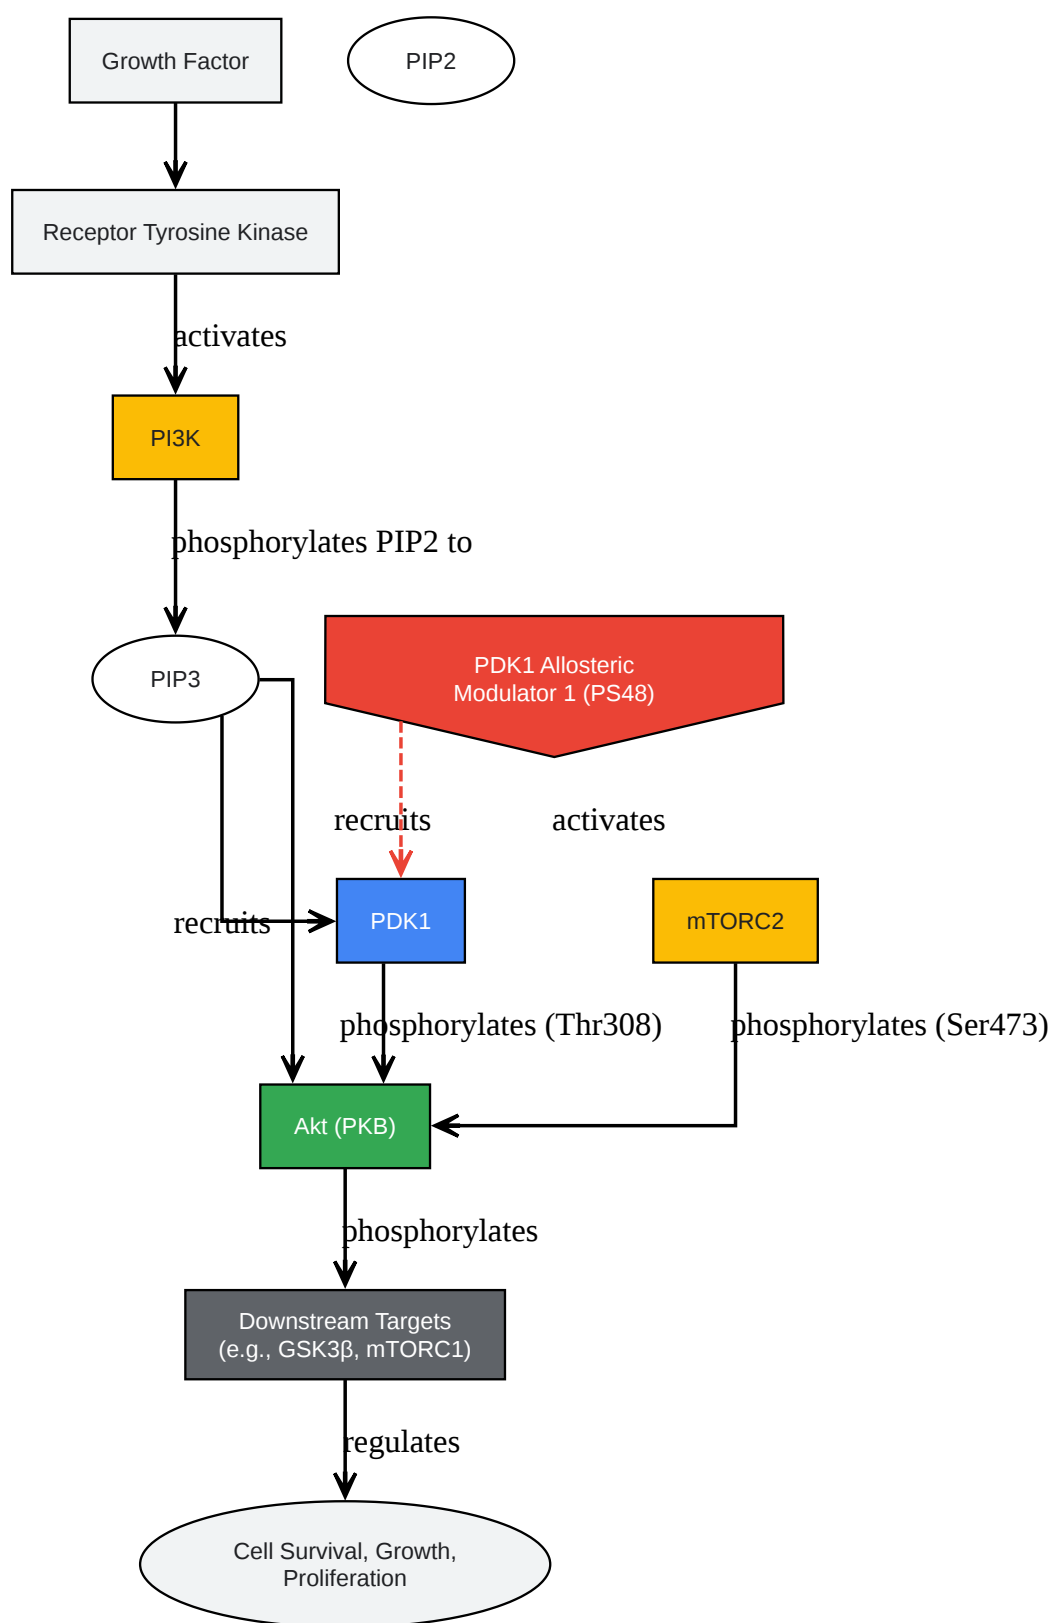 Growth Factor
PIP2
Receptor Tyrosine Kinase
activates
PI3K
phosphorylates PIP2 to
PIP3
PDK1 Allosteric
Modulator 1 (PS48)
recruits
activates
recruits
PDK1
mTORC2
phosphorylates (Thr308)
phosphorylates (Ser473)
Akt (PKB)
phosphorylates
Downstream Targets
(e.g., GSK3β, mTORC1)
regulates
Cell Survival, Growth,
Proliferation